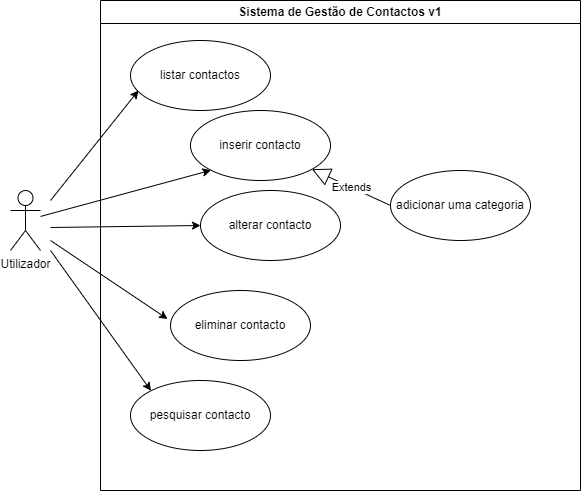 Sistema de Gestão de Contactos v1
listar contactos
inserir contacto
Extends
adicionar uma categoria
alterar contacto
Utilizador
eliminar contacto
pesquisar contacto